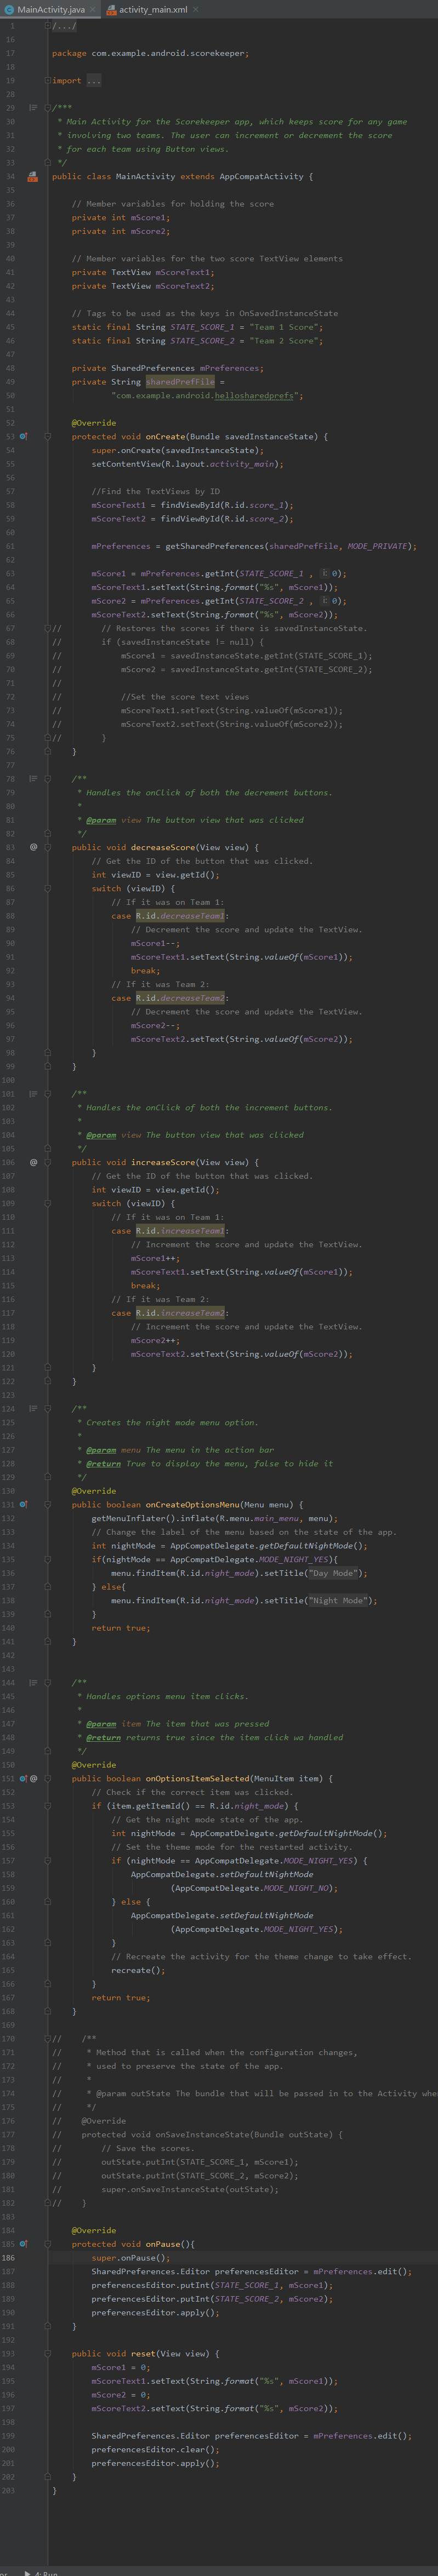 MainActivity.java
activity_main.xml
1 /.../
16
17 package com.example.android.scorekeeper;
18
19 import ...
28
29 /***
30 * Main Activity for the Scorekeeper app, which keeps score for any game
31 * involving two teams. The user can increment or decrement the score
32 * for each team using Button views.
33 */
34 public class MainActivity extends AppCompatActivity {
35
36 // Member variables for holding the score
37 private int mScore1;
38 private int mScore2;
39
40 // Member variables for the two score TextView elements
41 private TextView mScoreText1;
42 private TextView mScoreText2;
43
44 // Tags to be used as the keys in OnSavedInstanceState
45 static final String STATE_SCORE_1 = "Team 1 Score";
46 static final String STATE_SCORE_2 = "Team 2 Score";
47
48 private SharedPreferences mPreferences;
49 private String sharedPrefFile =
50 "com.example.android.hellosharedprefs";
51
52 @Override
53 protected void onCreate(Bundle savedInstanceState) {
54 super.onCreate(savedInstanceState);
55 setContentView(R.layout.activity_main);
56
57 //Find the TextViews by ID
58 mScoreText1 = findViewById(R.id.score_1);
59 mScoreText2 = findViewById(R.id.score_2);
60
61 mPreferences = getSharedPreferences(sharedPrefFile, MODE_PRIVATE);
62
63 mScore1 = mPreferences.getInt(STATE_SCORE_1 , i: 0);
64 mScoreText1.setText(String.format("%s", mScore1));
65 mScore2 = mPreferences.getInt(STATE_SCORE_2 , i: 0);
66 mScoreText2.setText(String.format("%s", mScore2));
67 // // Restores the scores if there is savedInstanceState.
68 // if (savedInstanceState != null) {
69 // mScore1 = savedInstanceState.getInt(STATE_SCORE_1);
70 // mScore2 = savedInstanceState.getInt(STATE_SCORE_2);
71 //
72 // //Set the score text views
73 // mScoreText1.setText(String.valueOf(mScore1));
74 // mScoreText2.setText(String.valueOf(mScore2));
75 // }
76 }
77
78 /**
79 * Handles the onClick of both the decrement buttons.
80 *
81 * @param view The button view that was clicked
82 */
83 @ public void decreaseScore(View view) {
84 // Get the ID of the button that was clicked.
85 int viewID = view.getId();
86 switch (viewID) {
87 // If it was on Team 1:
88 case R.id.decreaseTeam1:
89 // Decrement the score and update the TextView.
90 mScore1--;
91 mScoreText1.setText(String.valueOf(mScore1));
92 break;
93 // If it was Team 2:
94 case R.id.decreaseTeam2:
95 // Decrement the score and update the TextView.
96 mScore2--;
97 mScoreText2.setText(String.valueOf(mScore2));
98 }
99 }
100
101 /**
102 * Handles the onClick of both the increment buttons.
103 *
104 * @param view The button view that was clicked
105 */
106 @ public void increaseScore(View view) {
107 // Get the ID of the button that was clicked.
108 int viewID = view.getId();
109 switch (viewID) {
110 // If it was on Team 1:
111 case R.id.increaseTeam1:
112 // Increment the score and update the TextView.
113 mScore1++;
114 mScoreText1.setText(String.valueOf(mScore1));
115 break;
116 // If it was Team 2:
117 case R.id.increaseTeam2:
118 // Increment the score and update the TextView.
119 mScore2++;
120 mScoreText2.setText(String.valueOf(mScore2));
121 }
122 }
123
124 /**
125 * Creates the night mode menu option.
126 *
127 * @param menu The menu in the action bar
128 * @return True to display the menu, false to hide it
129 */
130 @Override
131 public boolean onCreateOptionsMenu(Menu menu) {
132 getMenuInflater().inflate(R.menu.main_menu, menu);
133 // Change the label of the menu based on the state of the app.
134 int nightMode = AppCompatDelegate.getDefaultNightMode();
135 if(nightMode == AppCompatDelegate.MODE_NIGHT_YES){
136 menu.findItem(R.id.night_mode).setTitle("Day Mode");
137 } else{
138 menu.findItem(R.id.night_mode).setTitle("Night Mode");
139 }
140 return true;
141 }
142
143
144 /**
145 * Handles options menu item clicks.
146 *
147 * @param item The item that was pressed
148 * @return returns true since the item click wa handled
149 */
150 @Override
151 @ public boolean onOptionsItemSelected(MenuItem item) {
152 // Check if the correct item was clicked.
153 if (item.getItemId() == R.id.night_mode) {
154 // Get the night mode state of the app.
155 int nightMode = AppCompatDelegate.getDefaultNightMode();
156 // Set the theme mode for the restarted activity.
157 if (nightMode == AppCompatDelegate.MODE_NIGHT_YES) {
158 AppCompatDelegate.setDefaultNightMode
159 (AppCompatDelegate.MODE_NIGHT_NO);
160 } else {
161 AppCompatDelegate.setDefaultNightMode
162 (AppCompatDelegate.MODE_NIGHT_YES);
163 }
164 // Recreate the activity for the theme change to take effect.
165 recreate();
166 }
167 return true;
168 }
169
170 // /**
171 // * Method that is called when the configuration changes,
172 // * used to preserve the state of the app.
173 // *
174 // * @param outState The bundle that will be passed in to the Activity whe
175 // */
176 // @Override
177 // protected void onSaveInstanceState(Bundle outState) {
178 // // Save the scores.
179 // outState.putInt(STATE_SCORE_1, mScore1);
180 // outState.putInt(STATE_SCORE_2, mScore2);
181 // super.onSaveInstanceState(outState);
182 // }
183
184 @Override
185 protected void onPause(){
186 super.onPause();
187 SharedPreferences.Editor preferencesEditor = mPreferences.edit();
188 preferencesEditor.putInt(STATE_SCORE_1, mScore1);
189 preferencesEditor.putInt(STATE_SCORE_2, mScore2);
190 preferencesEditor.apply();
191 }
192
193 public void reset(View view) {
194 mScore1 = 0;
195 mScoreText1.setText(String.format("%s", mScore1));
196 mScore2 = 0;
197 mScoreText2.setText(String.format("%s", mScore2));
198
199 SharedPreferences.Editor preferencesEditor = mPreferences.edit();
200 preferencesEditor.clear();
201 preferencesEditor.apply();
202 }
203 }